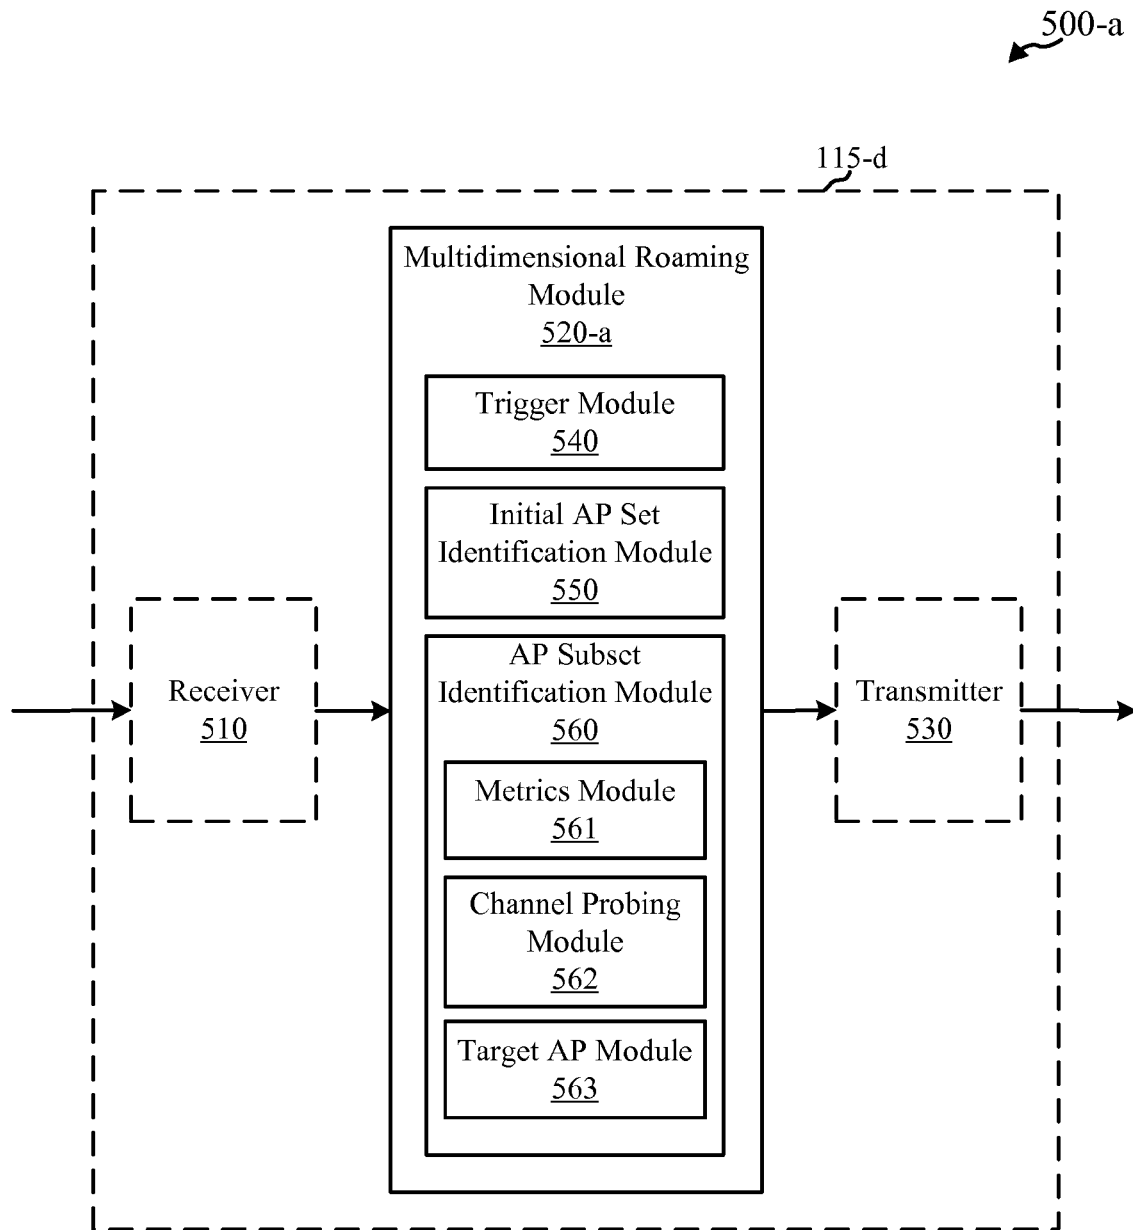 500-a
115-d
Multidimensional Roaming
Module
520-a
Trigger Module
540
Initial AP Set
Identification Module
550
AP Subset
Identification Module
560
Metrics Module
561
Channel Probing
Module
562
Target AP Module
563
Receiver
510
Transmitter
530